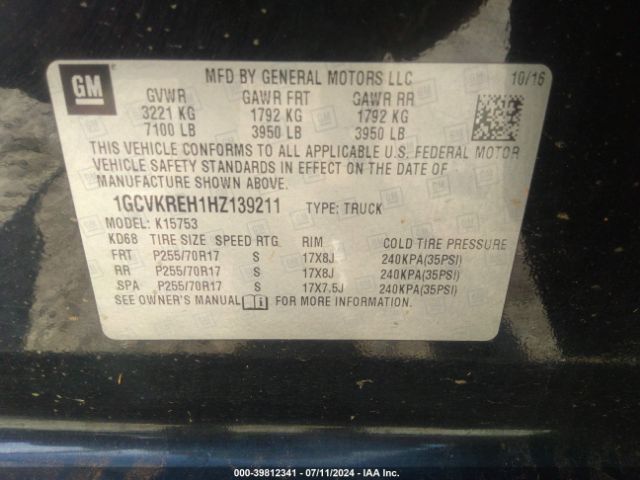 GM MFD BY GENERAL MOTORS LLC 10/16
GVWR GAWR FRT GAWR RR
3221 KG 1792 KG 1792 KG
7100 LB 3950 LB 3950 LB
THIS VEHICLE CONFORMS TO ALL APPLICABLE U.S. FEDERAL MOTOR
VEHICLE SAFETY STANDARDS IN EFFECT ON THE DATE OF
MANUFACTURE SHOWN ABOVE.
1GCVKREH1HZ139211 TYPE: TRUCK
MODEL: K15753
KD68 TIRE SIZE SPEED RTG. RIM COLD TIRE PRESSURE
FRT P255/70R17 S 17X8J 240KPA(35PSI)
RR P255/70R17 S 17X8J 240KPA(35PSI)
SPA P255/70R17 S 17X7.5J 240KPA(35PSI)
SEE OWNER'S MANUAL i FOR MORE INFORMATION.
000-39812341 - 07/11/2024 - IAA Inc.